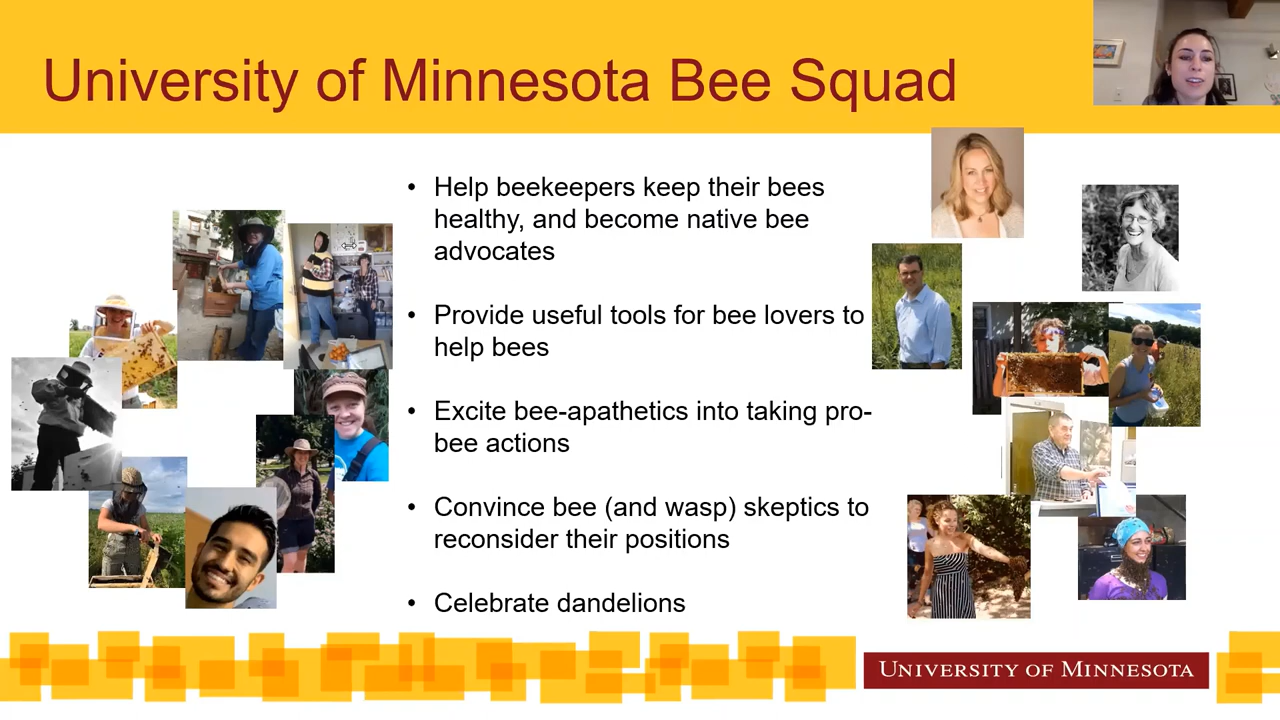 University of Minnesota Bee Squad
• Help beekeepers keep their bees
healthy, and become native bee
advocates
• Provide useful tools for bee lovers to
help bees
• Excite bee-apathetics into taking pro-
bee actions
• Convince bee (and wasp) skeptics to
reconsider their positions
• Celebrate dandelions
UNIVERSITY OF MINNESOTA